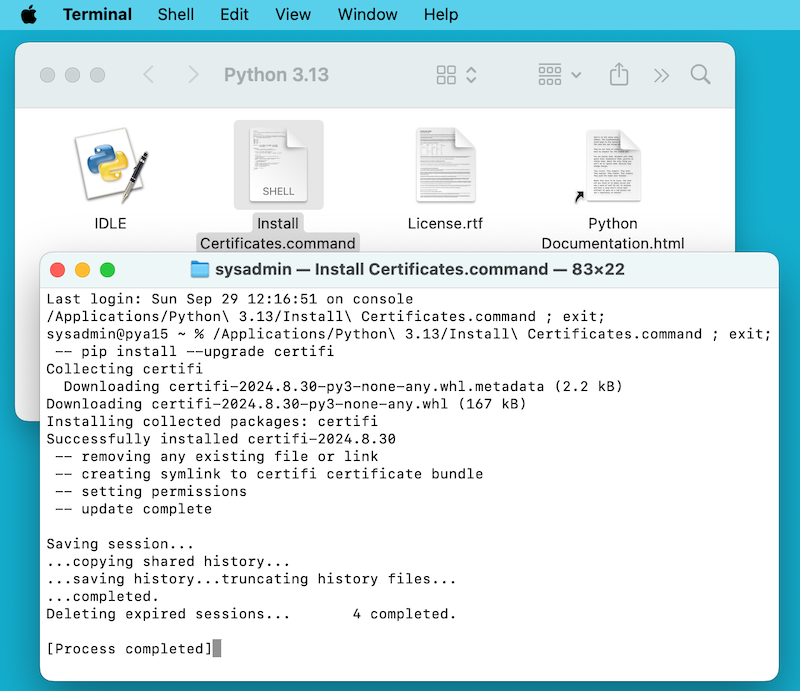 Terminal Shell Edit View Window Help
Python 3.13
SHELL
IDLE
Install
Certificates.command
License.rtf
Python
Documentation.html
sysadmin — Install Certificates.command — 83×22
Last login: Sun Sep 29 12:16:51 on console
/Applications/Python\ 3.13/Install\ Certificates.command ; exit;
sysadmin@pya15 ~ % /Applications/Python\ 3.13/Install\ Certificates.command ; exit;
 -- pip install --upgrade certifi
Collecting certifi
  Downloading certifi-2024.8.30-py3-none-any.whl.metadata (2.2 kB)
Downloading certifi-2024.8.30-py3-none-any.whl (167 kB)
Installing collected packages: certifi
Successfully installed certifi-2024.8.30
 -- removing any existing file or link
 -- creating symlink to certifi certificate bundle
 -- setting permissions
 -- update complete
Saving session...
...copying shared history...
...saving history...truncating history files...
...completed.
Deleting expired sessions...       4 completed.
[Process completed]